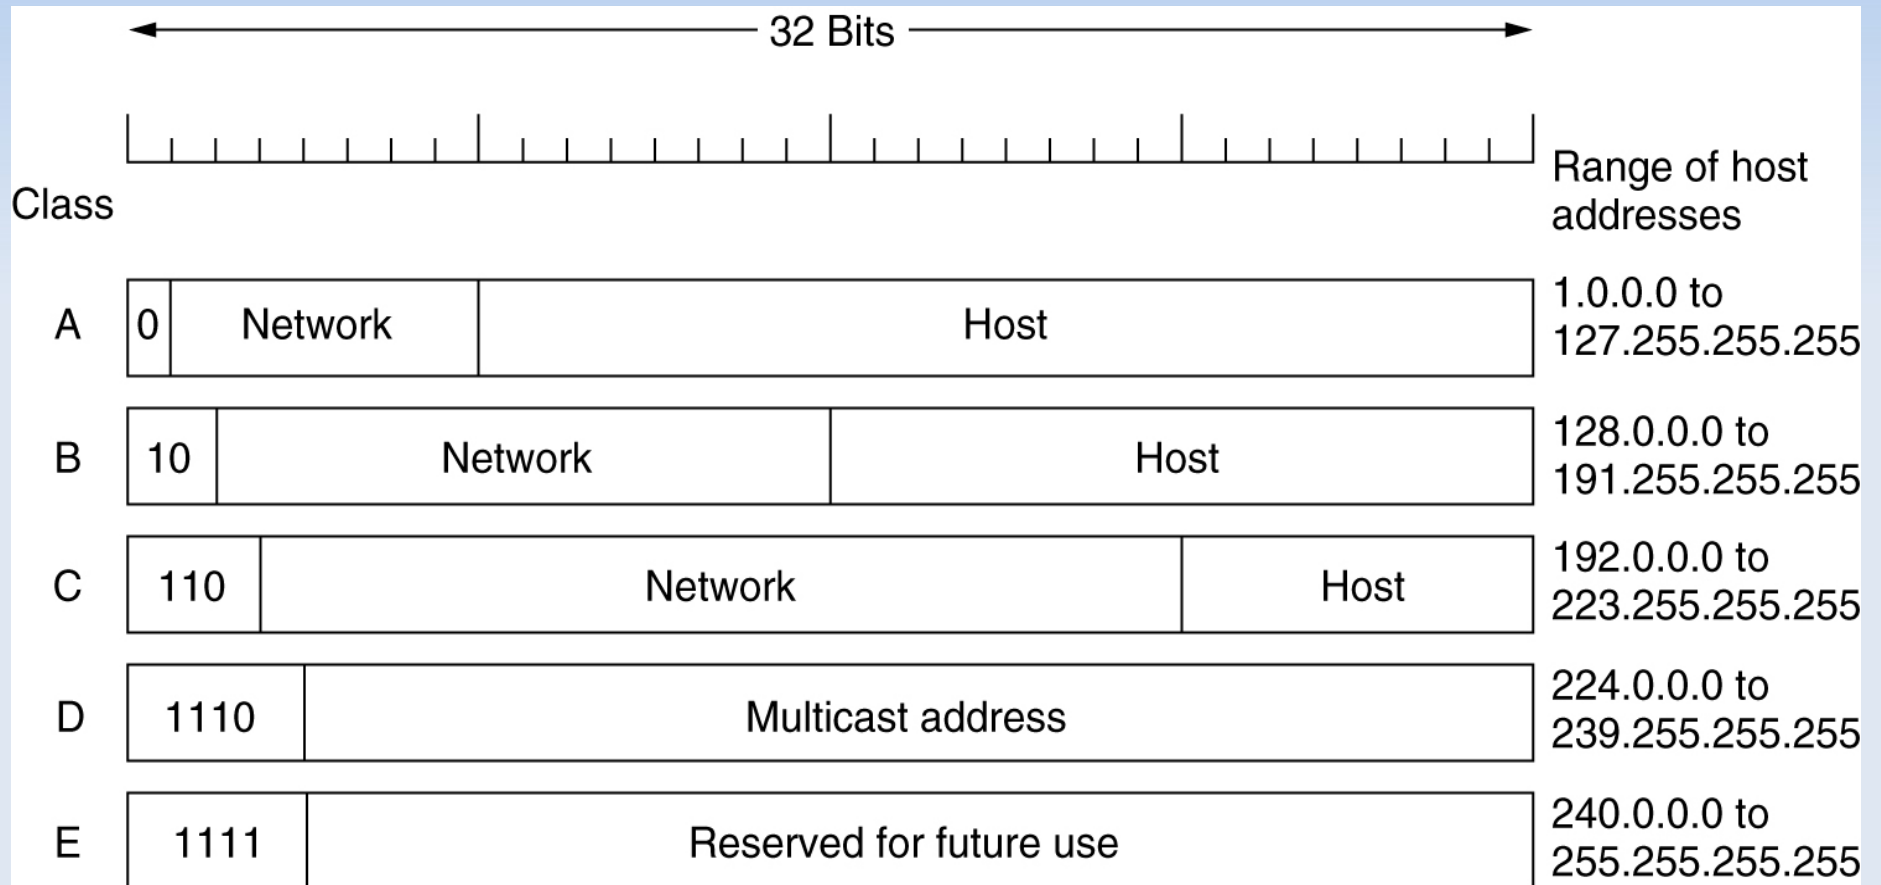 32 Bits
Class
Range of host
addresses
A
0
Network
Host
1.0.0.0 to
127.255.255.255
B
10
Network
Host
128.0.0.0 to
191.255.255.255
C
110
Network
Host
192.0.0.0 to
223.255.255.255
D
1110
Multicast address
224.0.0.0 to
239.255.255.255
E
1111
Reserved for future use
240.0.0.0 to
255.255.255.255